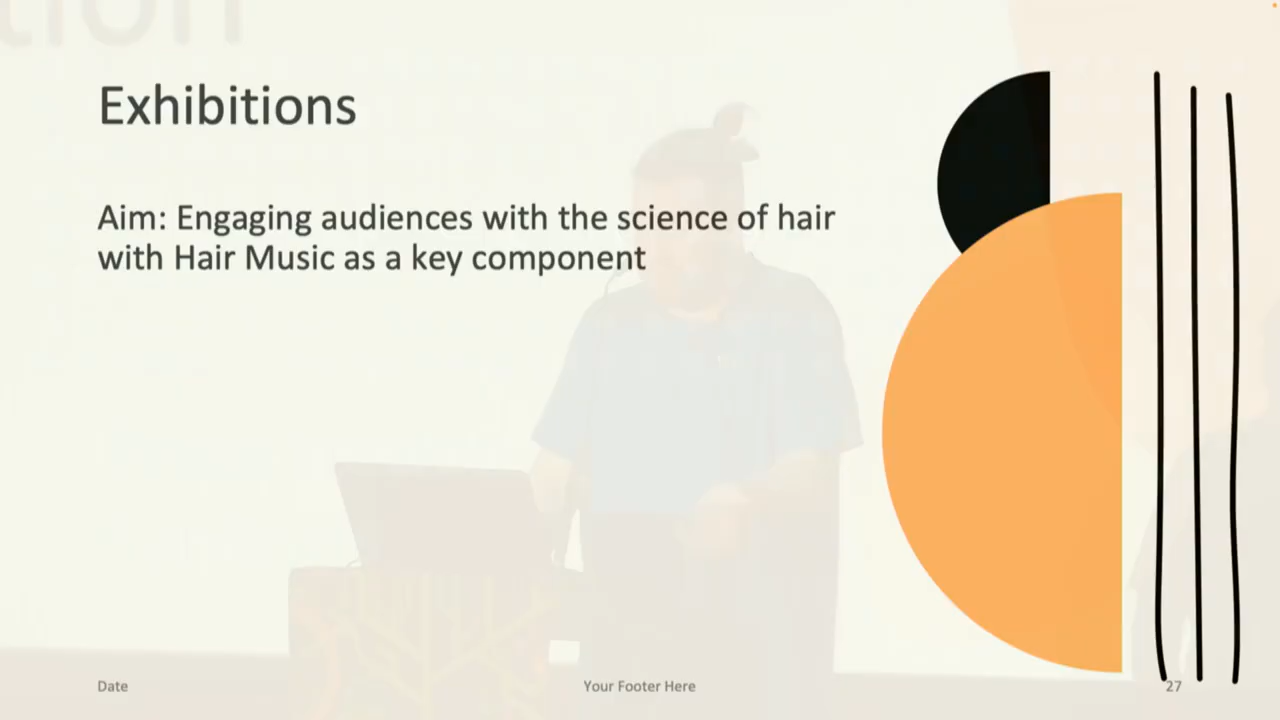 Exhibitions
Aim: Engaging audiences with the science of hair
with Hair Music as a key component
Date
Your Footer Here
27